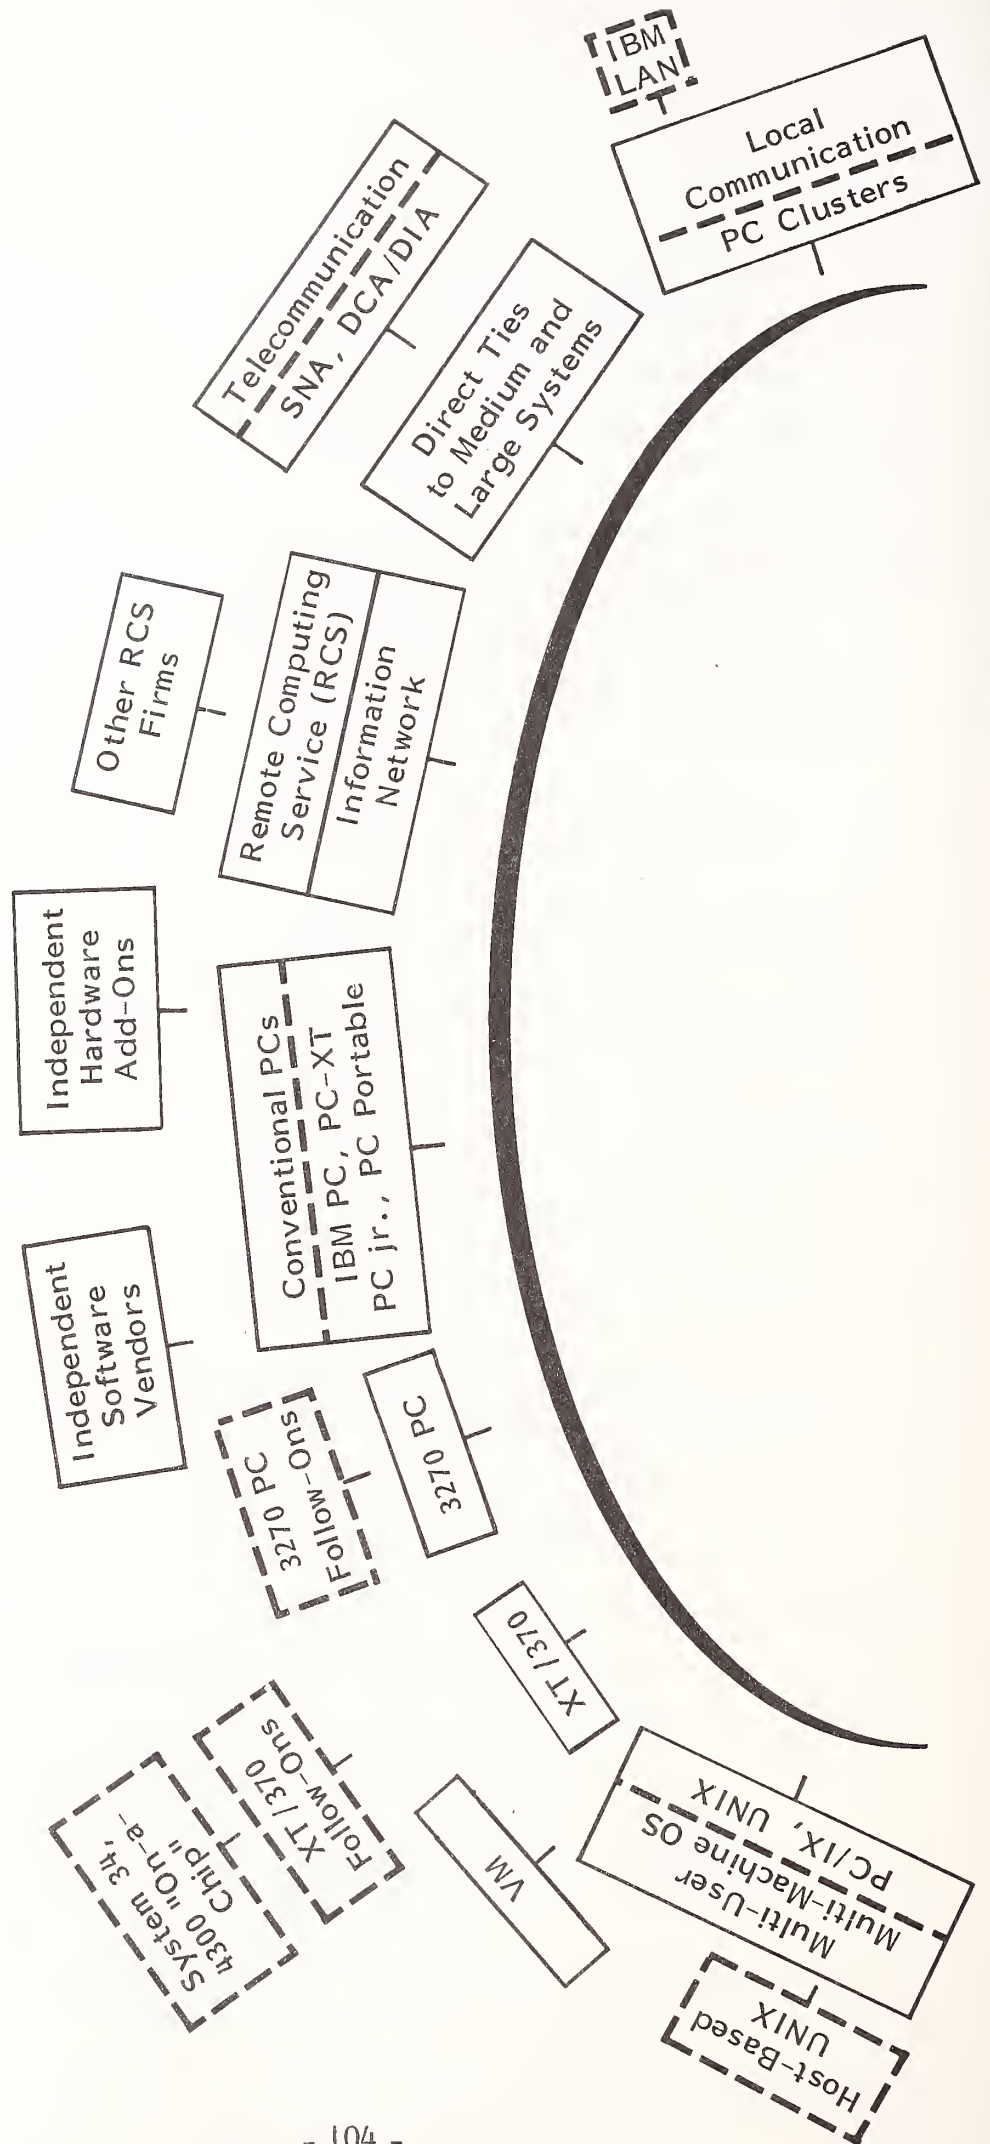 IBM
LAN
Local
Communication
PC Clusters
Telecommunication
SNA, DCA/DIA
Direct Ties
to Medium and
Large Systems
Other RCS
Firms
Remote Computing
Service (RCS)
Information
Network
Independent
Hardware
Add-Ons
Conventional PCs
IBM PC, PC-XT
PC jr., PC Portable
Independent
Software
Vendors
3270 PC
Follow-Ons
3270 PC
XT/370
XT/370
Follow-Ons
System 34,
4300 "On-a-
Chip"
VM
Multi-User
Multi-Machine OS
PC/IX, UNIX
Host-Based
UNIX
- 104 -